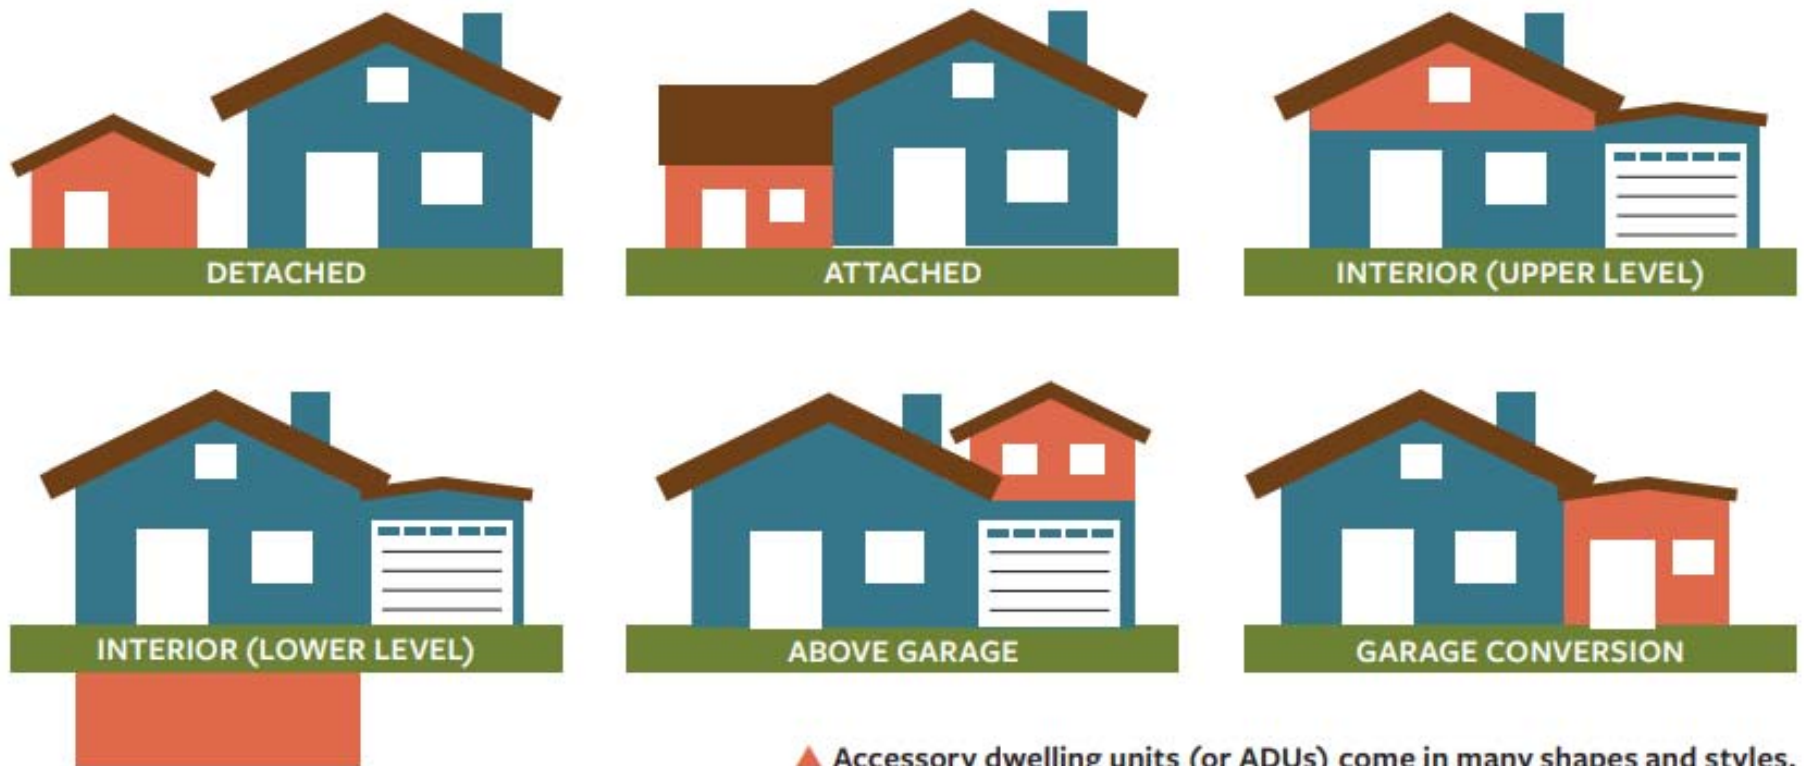 DETACHED
ATTACHED
INTERIOR (UPPER LEVEL)
INTERIOR (LOWER LEVEL)
ABOVE GARAGE
GARAGE CONVERSION
Accessory dwelling units (or ADUs) come in many shapes and styles.